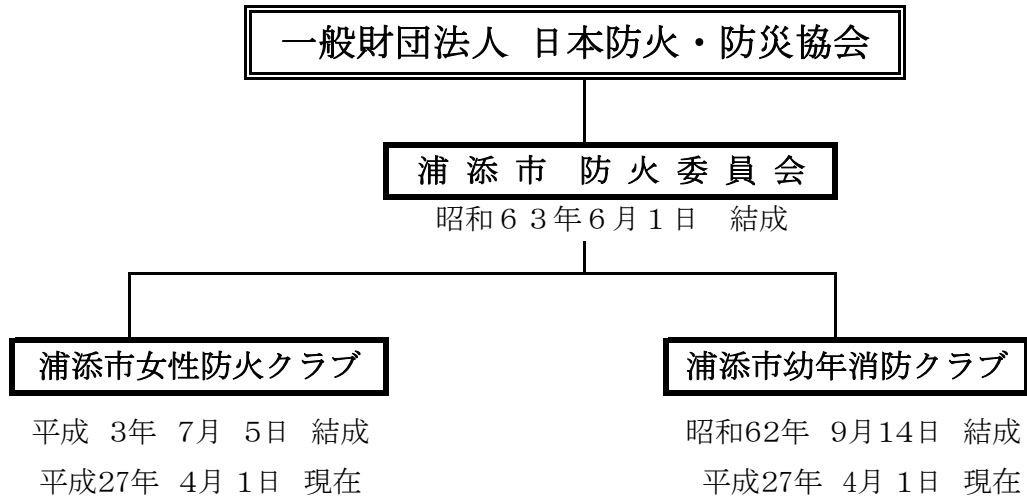 一般財団法人 日本防火・防災協会
浦 添 市 防 火 委 員 会
昭和６３年６月１日 結成
浦添市女性防火クラブ
平成 3年 7月 5日 結成
平成27年 4月 1日 現在
浦添市幼年消防クラブ
昭和62年 9月14日 結成
平成27年 4月 1日 現在